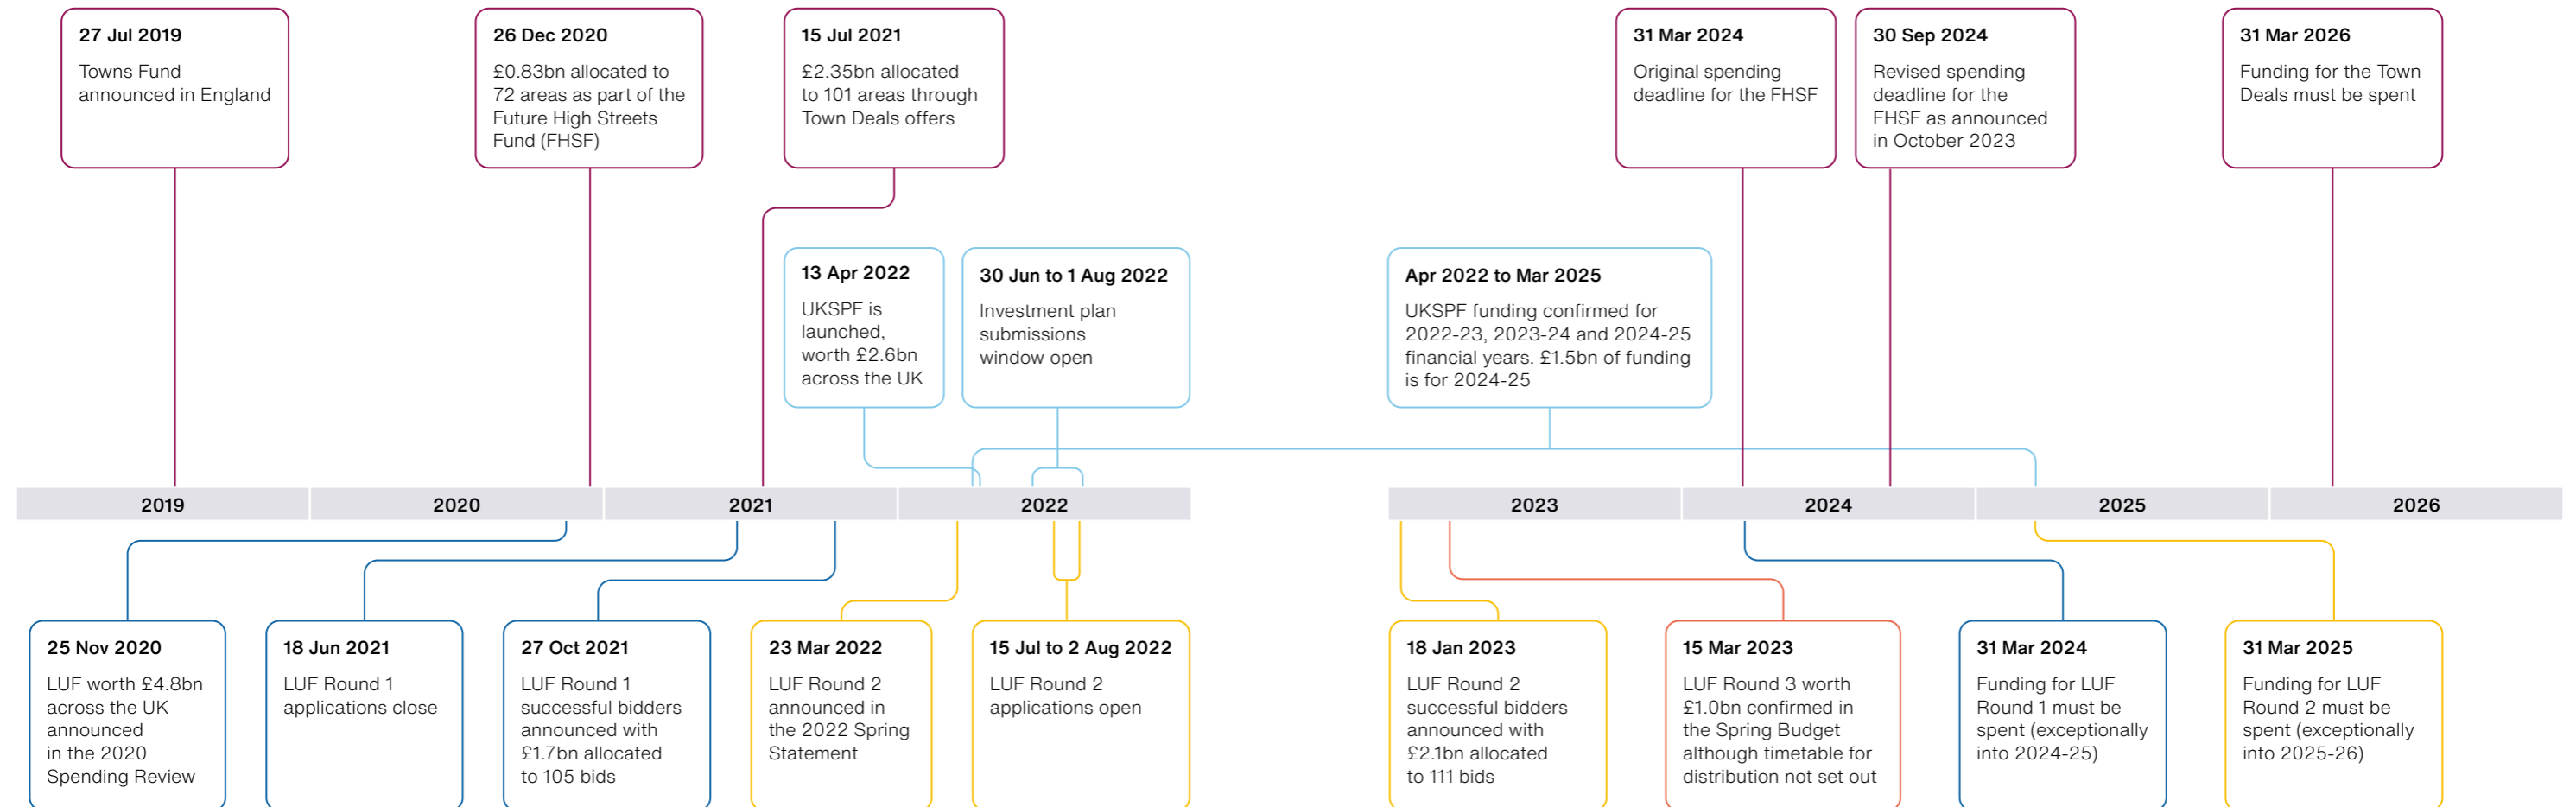 27 Jul 2019
Towns Fund
announced in England
26 Dec 2020
£0.83bn allocated to
72 areas as part of the
Future High Streets
Fund (FHSF)
15 Jul 2021
£2.35bn allocated
to 101 areas through
Town Deals offers
31 Mar 2024
Original spending
deadline for the FHSF
30 Sep 2024
Revised spending
deadline for the
FHSF as announced
in October 2023
31 Mar 2026
Funding for the Town
Deals must be spent
13 Apr 2022
UKSPF is
launched,
worth £2.6bn
across the UK
30 Jun to 1 Aug 2022
Investment plan
submissions
window open
Apr 2022 to Mar 2025
UKSPF funding confirmed for
2022-23, 2023-24 and 2024-25
financial years. £1.5bn of funding
is for 2024-25
2019
2020
2021
2022
2023
2024
2025
2026
25 Nov 2020
LUF worth £4.8bn
across the UK
announced
in the 2020
Spending Review
18 Jun 2021
LUF Round 1
applications close
27 Oct 2021
LUF Round 1
successful bidders
announced with
£1.7bn allocated
to 105 bids
23 Mar 2022
LUF Round 2
announced in
the 2022 Spring
Statement
15 Jul to 2 Aug 2022
LUF Round 2
applications open
18 Jan 2023
LUF Round 2
successful bidders
announced with
£2.1bn allocated
to 111 bids
15 Mar 2023
LUF Round 3 worth
£1.0bn confirmed in
the Spring Budget
although timetable for
distribution not set out
31 Mar 2024
Funding for LUF
Round 1 must be
spent (exceptionally
into 2024-25)
31 Mar 2025
Funding for LUF
Round 2 must be
spent (exceptionally
into 2025-26)